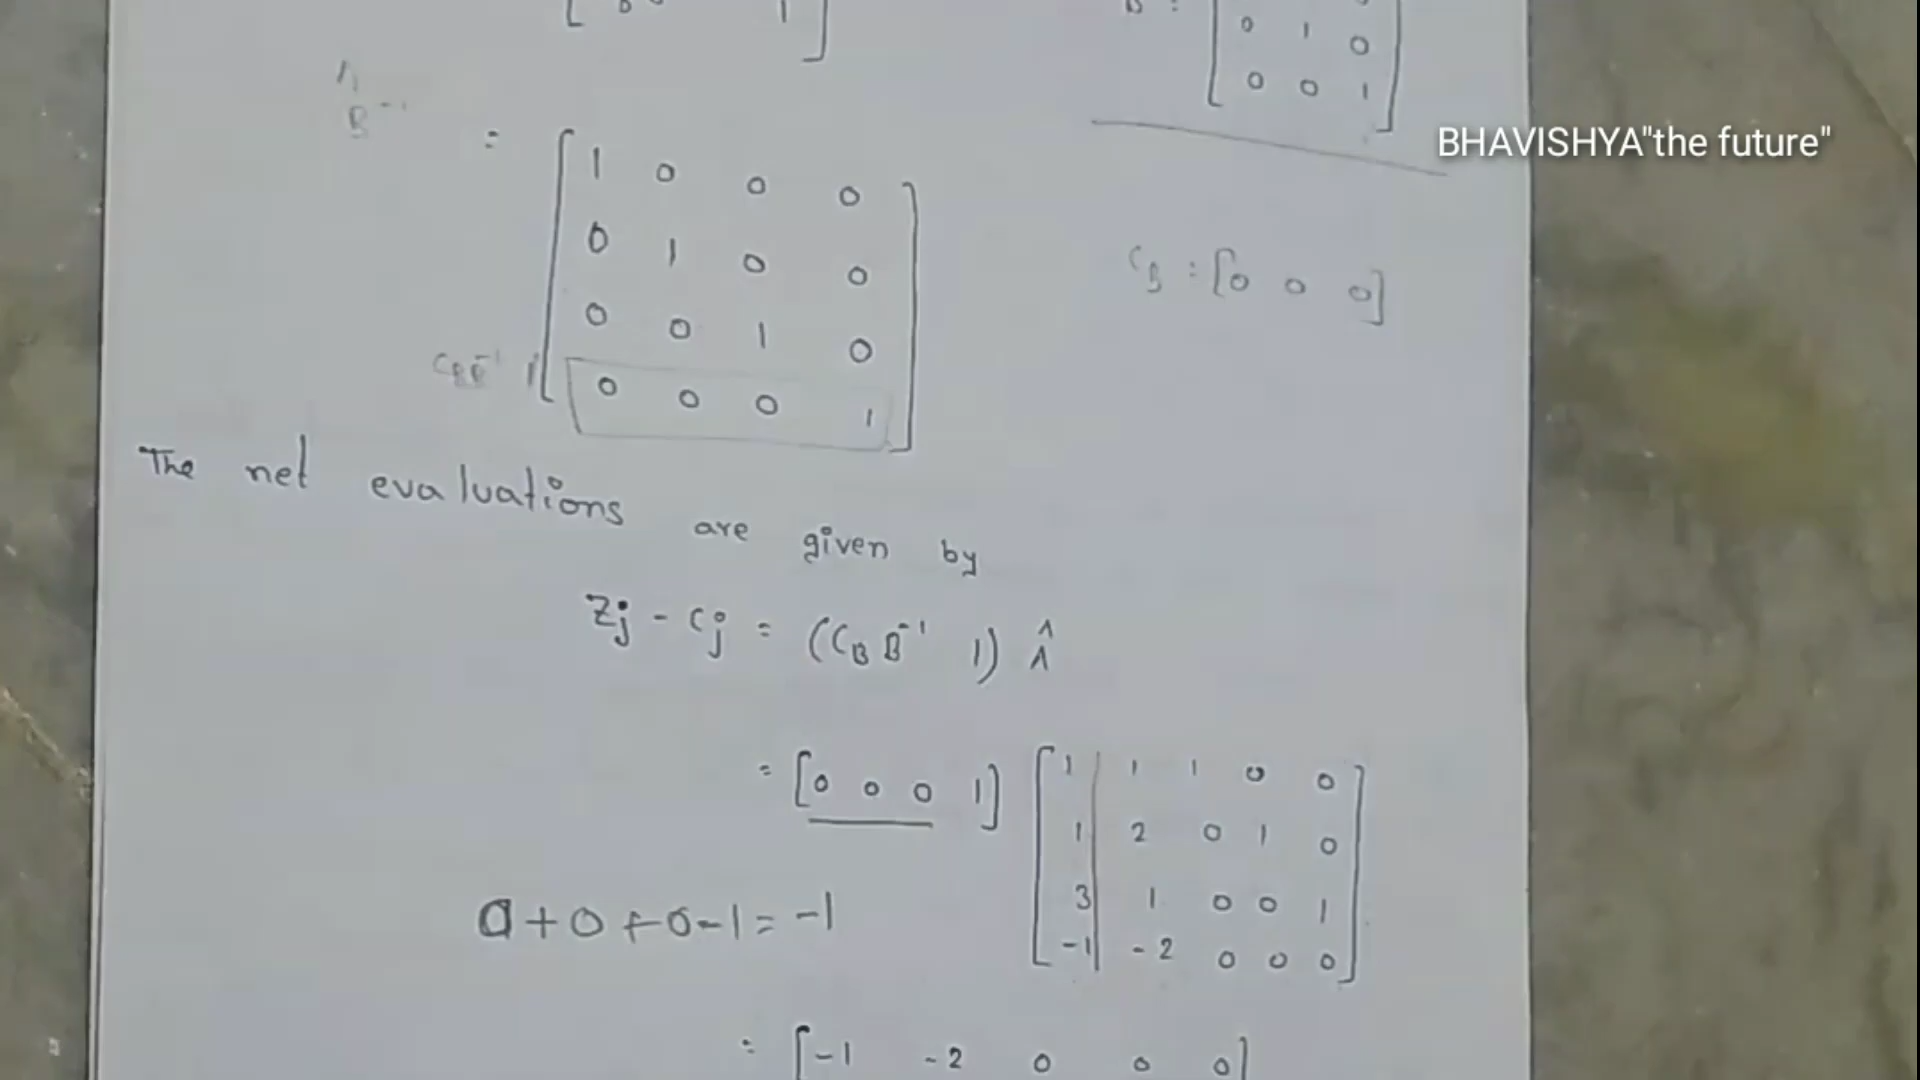 0 1 0
0 0 1
BHAVISHYA"the future"
B̂⁻¹ = [1 0 0 0
0 1 0 0
0 0 1 0
C_B B⁻¹ 1 [0 0 0 1]
C_B : [0 0 0]
The net evaluations are given by
Zj - Cj = (C_B B⁻¹ 1) Â
= [0 0 0 1] [1 1 1 0 0
1 2 0 1 0
3 1 0 0 1
-1 -2 0 0 0]
0+0+0-1=-1
= [-1 -2 0 0 0]